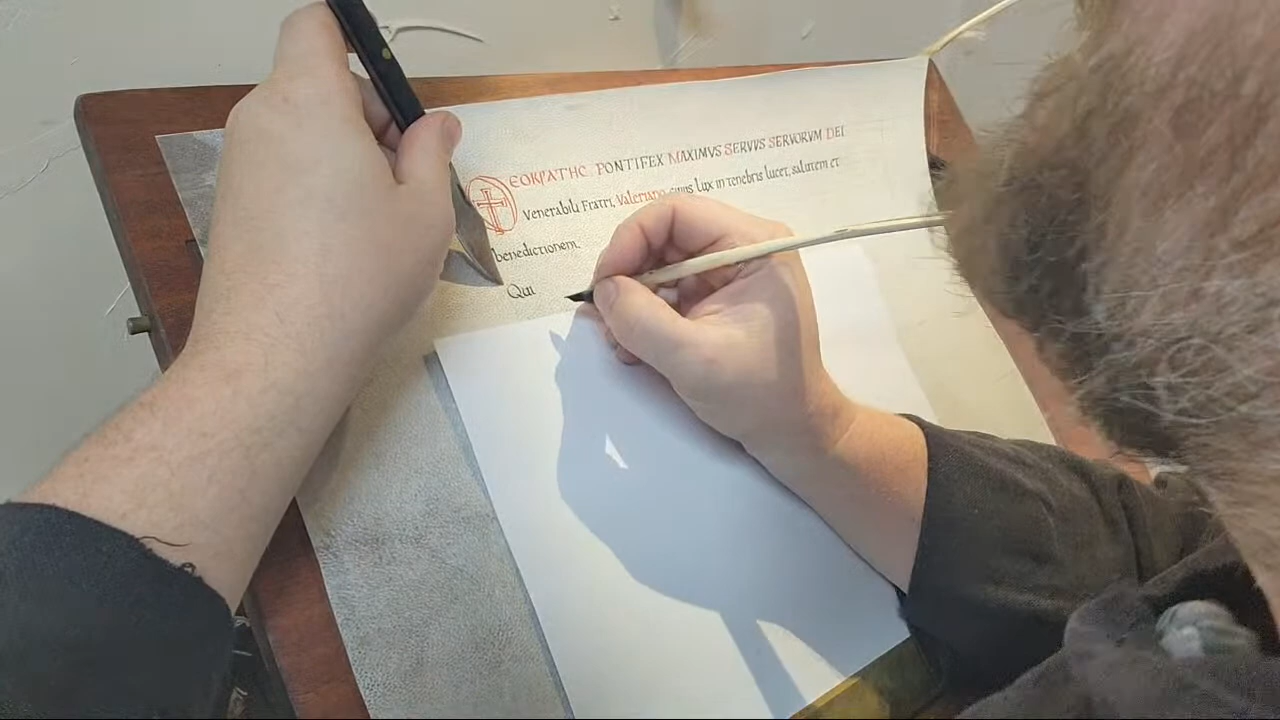 PONTIFEX MAXIMVS SERVVS SERVORVM DEI
Venerabili Fratri, Valeriano cuius lux in tenebris lucet, salutem et
benedictionem.
Qui